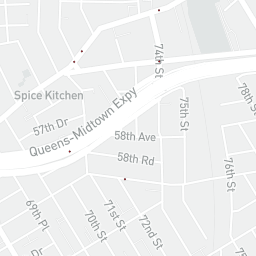 74th St
Spice Kitchen
Queens-Midtown Expy
57th Dr
58th Ave
58th Rd
75th St
78th St
76th St
69th Pl
70th St
71st St
72nd St